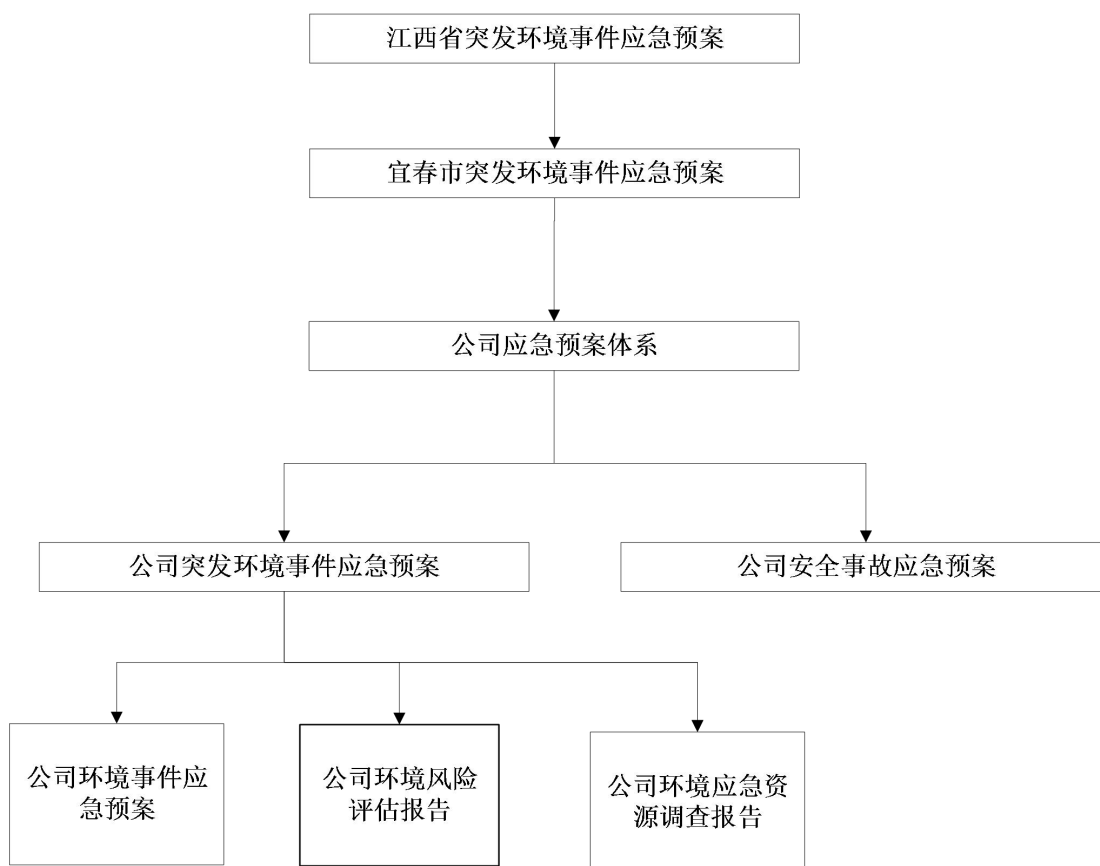 江西省突发环境事件应急预案
宜春市突发环境事件应急预案
公司应急预案体系
公司突发环境事件应急预案
公司安全事故应急预案
公司环境事件应
急预案
公司环境风险
评估报告
公司环境应急资
源调查报告